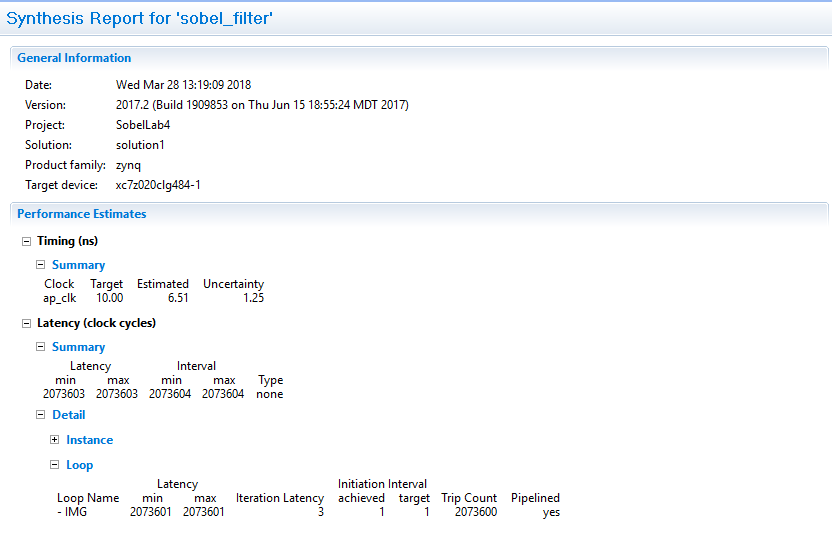 Synthesis Report for 'sobel_filter'
General Information
Date: Wed Mar 28 13:19:09 2018
Version: 2017.2 (Build 1909853 on Thu Jun 15 18:55:24 MDT 2017)
Project: SobelLab4
Solution: solution1
Product family: zynq
Target device: xc7z020clg484-1
Performance Estimates
Timing (ns)
Summary
Clock Target Estimated Uncertainty
ap_clk 10.00 6.51 1.25
Latency (clock cycles)
Summary
Latency Interval
min max min max Type
2073603 2073603 2073604 2073604 none
Detail
Instance
Loop
Latency Initiation Interval
Loop Name min max Iteration Latency achieved target Trip Count Pipelined
- IMG 2073601 2073601 3 1 1 2073600 yes